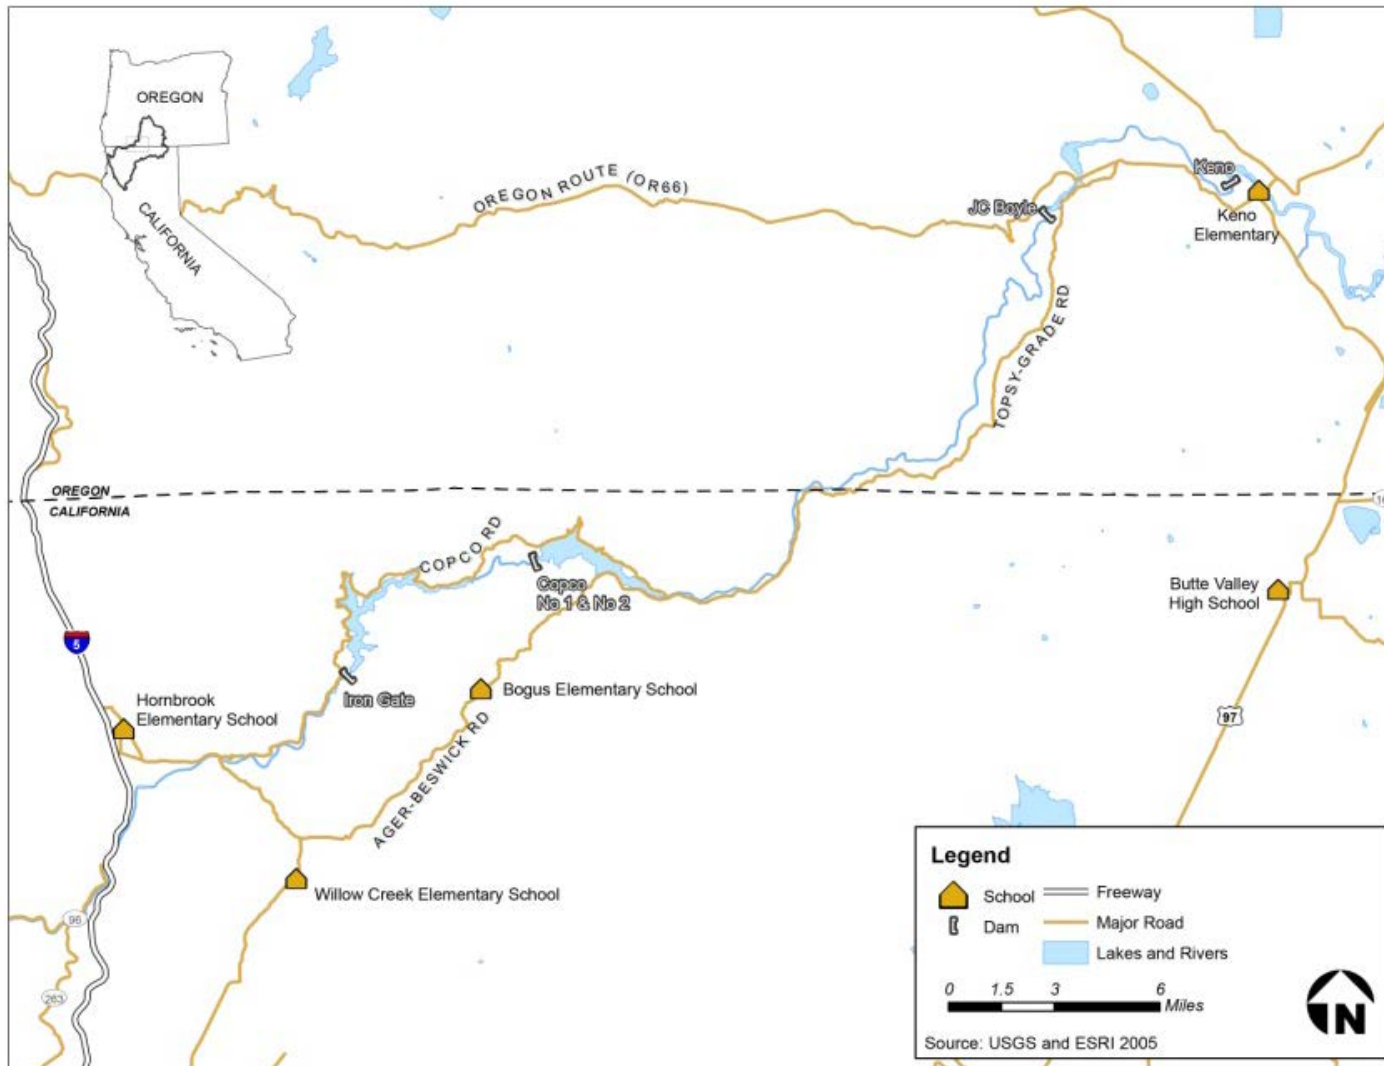 OREGON
CALIFORNIA
OREGON ROUTE (OR66)
Keno
JC Boyle
Keno
Elementary
TOPSY-GRADE RD
OREGON
CALIFORNIA
COPCO RD
Copco
No 1 & No 2
Butte Valley
High School
5
Iron Gate
Bogus Elementary School
Hornbrook
Elementary School
97
AGER-BESWICK RD
Willow Creek Elementary School
96
263
Legend
School
Freeway
Dam
Major Road
Lakes and Rivers
0 1.5 3 6
Miles
N
Source: USGS and ESRI 2005